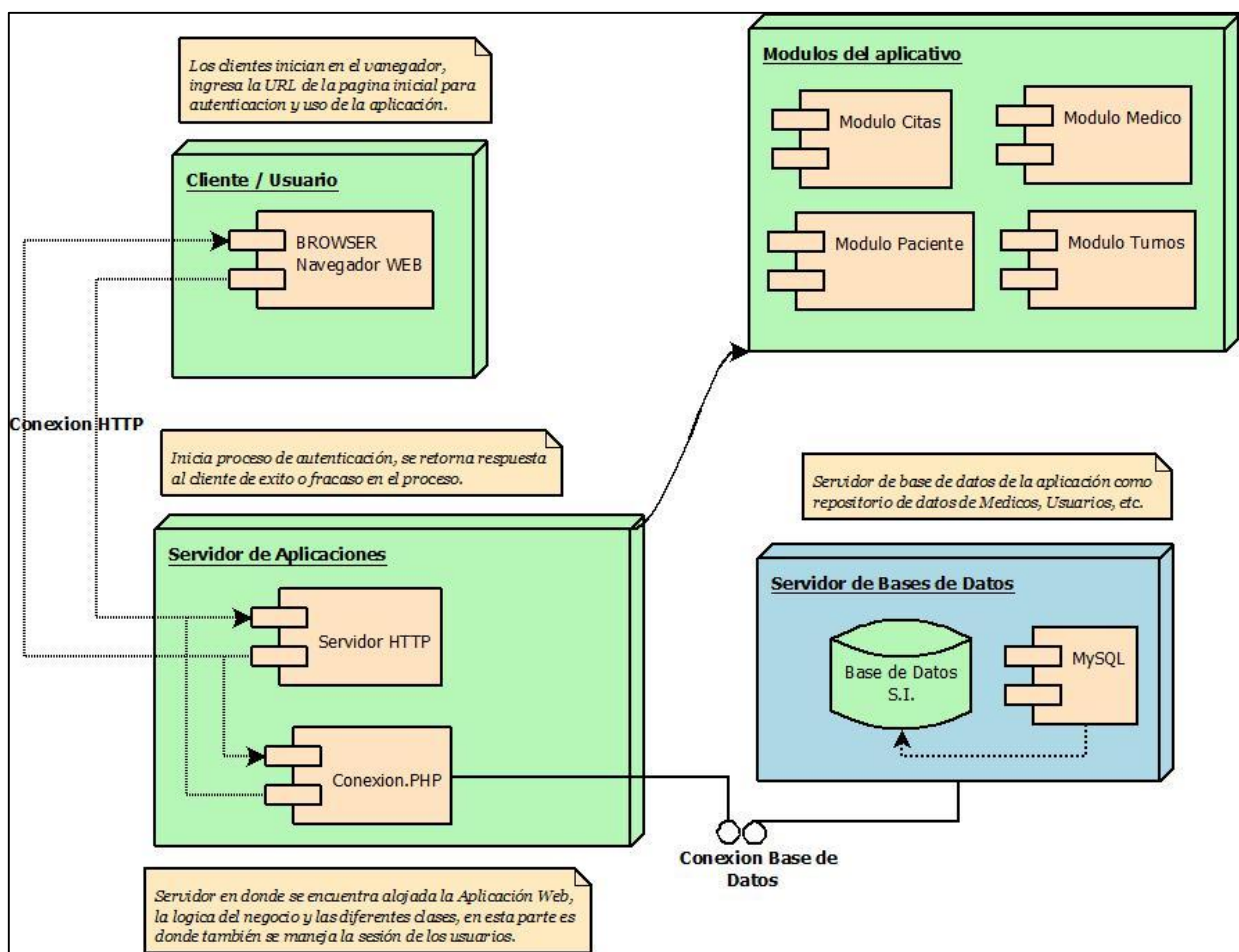 Los clientes inician en el vanegador,
ingresa la URL de la pagina inicial para
autenticacion y uso de la aplicación.
Modulos del aplicativo
Modulo Citas
Modulo Medico
Modulo Paciente
Modulo Turnos
Cliente / Usuario
BROWSER
Navegador WEB
Conexion HTTP
Inicia proceso de autenticación, se retorna respuesta
al cliente de exito o fracaso en el proceso.
Servidor de base de datos de la aplicación como
repositorio de datos de Medicos, Usuarios, etc.
Servidor de Aplicaciones
Servidor HTTP
Conexion.PHP
Servidor de Bases de Datos
Base de Datos
S.I.
MySQL
Conexion Base de
Datos
Servidor en donde se encuentra alojada la Aplicación Web,
la logica del negocio y las diferentes clases, en esta parte es
donde también se maneja la sesión de los usuarios.